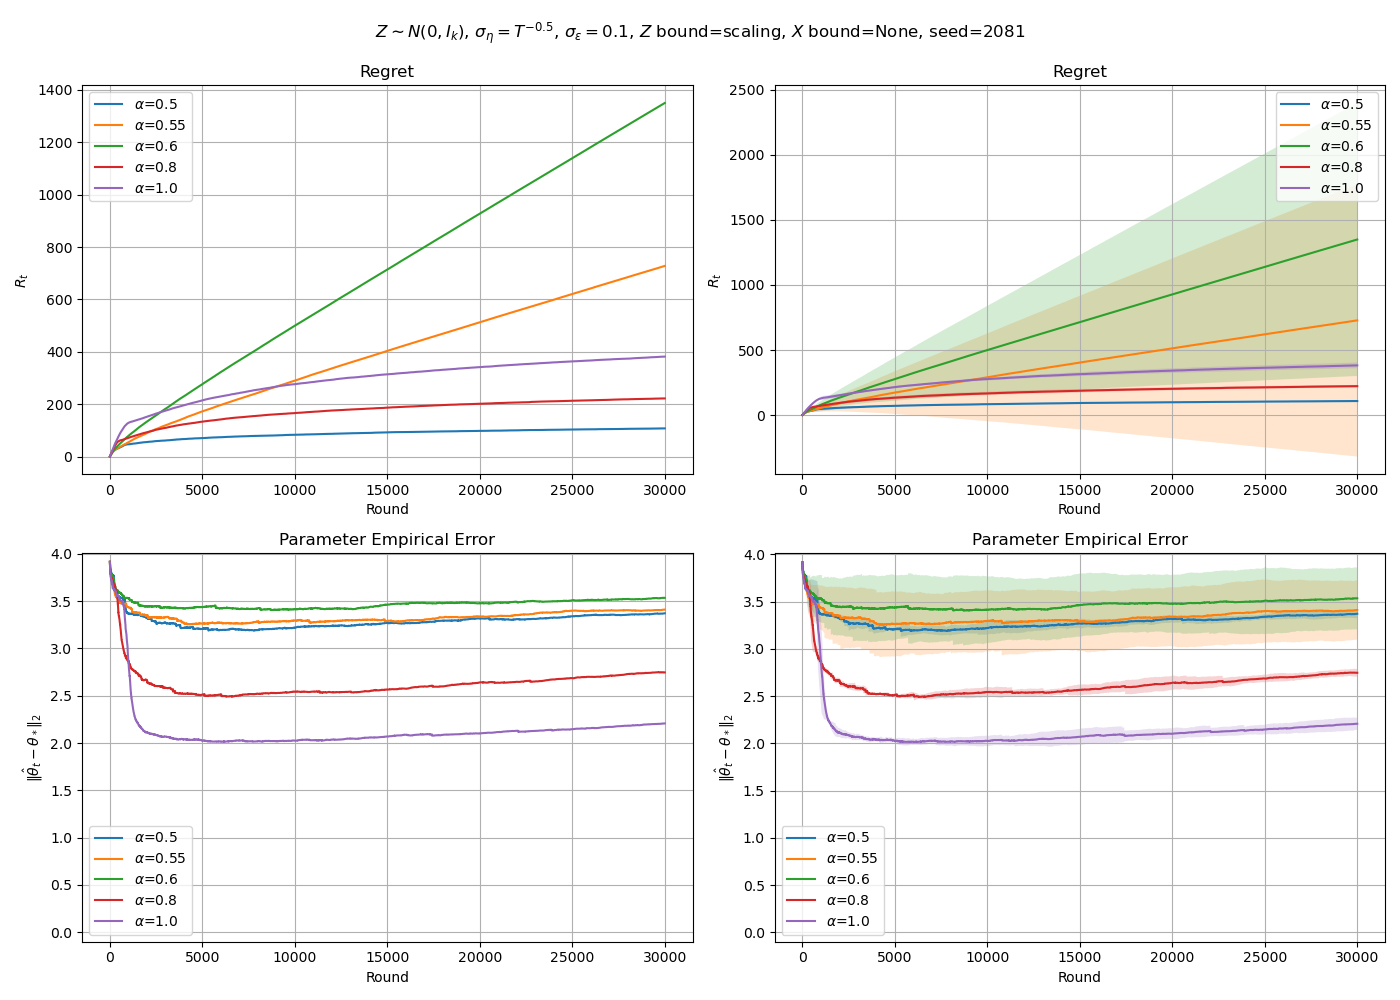 Z ∼ N(0, I_k), σ_η = T^{−0.5}, σ_ε = 0.1, Z bound=scaling, X bound=None, seed=2081
Regret
1400
1200
1000
800
600
400
200
0
R_t
α=0.5
α=0.55
α=0.6
α=0.8
α=1.0
0 5000 10000 15000 20000 25000 30000
Round
Regret
2500
2000
1500
1000
500
0
R_t
α=0.5
α=0.55
α=0.6
α=0.8
α=1.0
0 5000 10000 15000 20000 25000 30000
Round
Parameter Empirical Error
4.0
3.5
3.0
2.5
2.0
1.5
1.0
0.5
0.0
‖θ̂_t − θ_*‖_2
α=0.5
α=0.55
α=0.6
α=0.8
α=1.0
0 5000 10000 15000 20000 25000 30000
Round
Parameter Empirical Error
4.0
3.5
3.0
2.5
2.0
1.5
1.0
0.5
0.0
‖θ̂_t − θ_*‖_2
α=0.5
α=0.55
α=0.6
α=0.8
α=1.0
0 5000 10000 15000 20000 25000 30000
Round